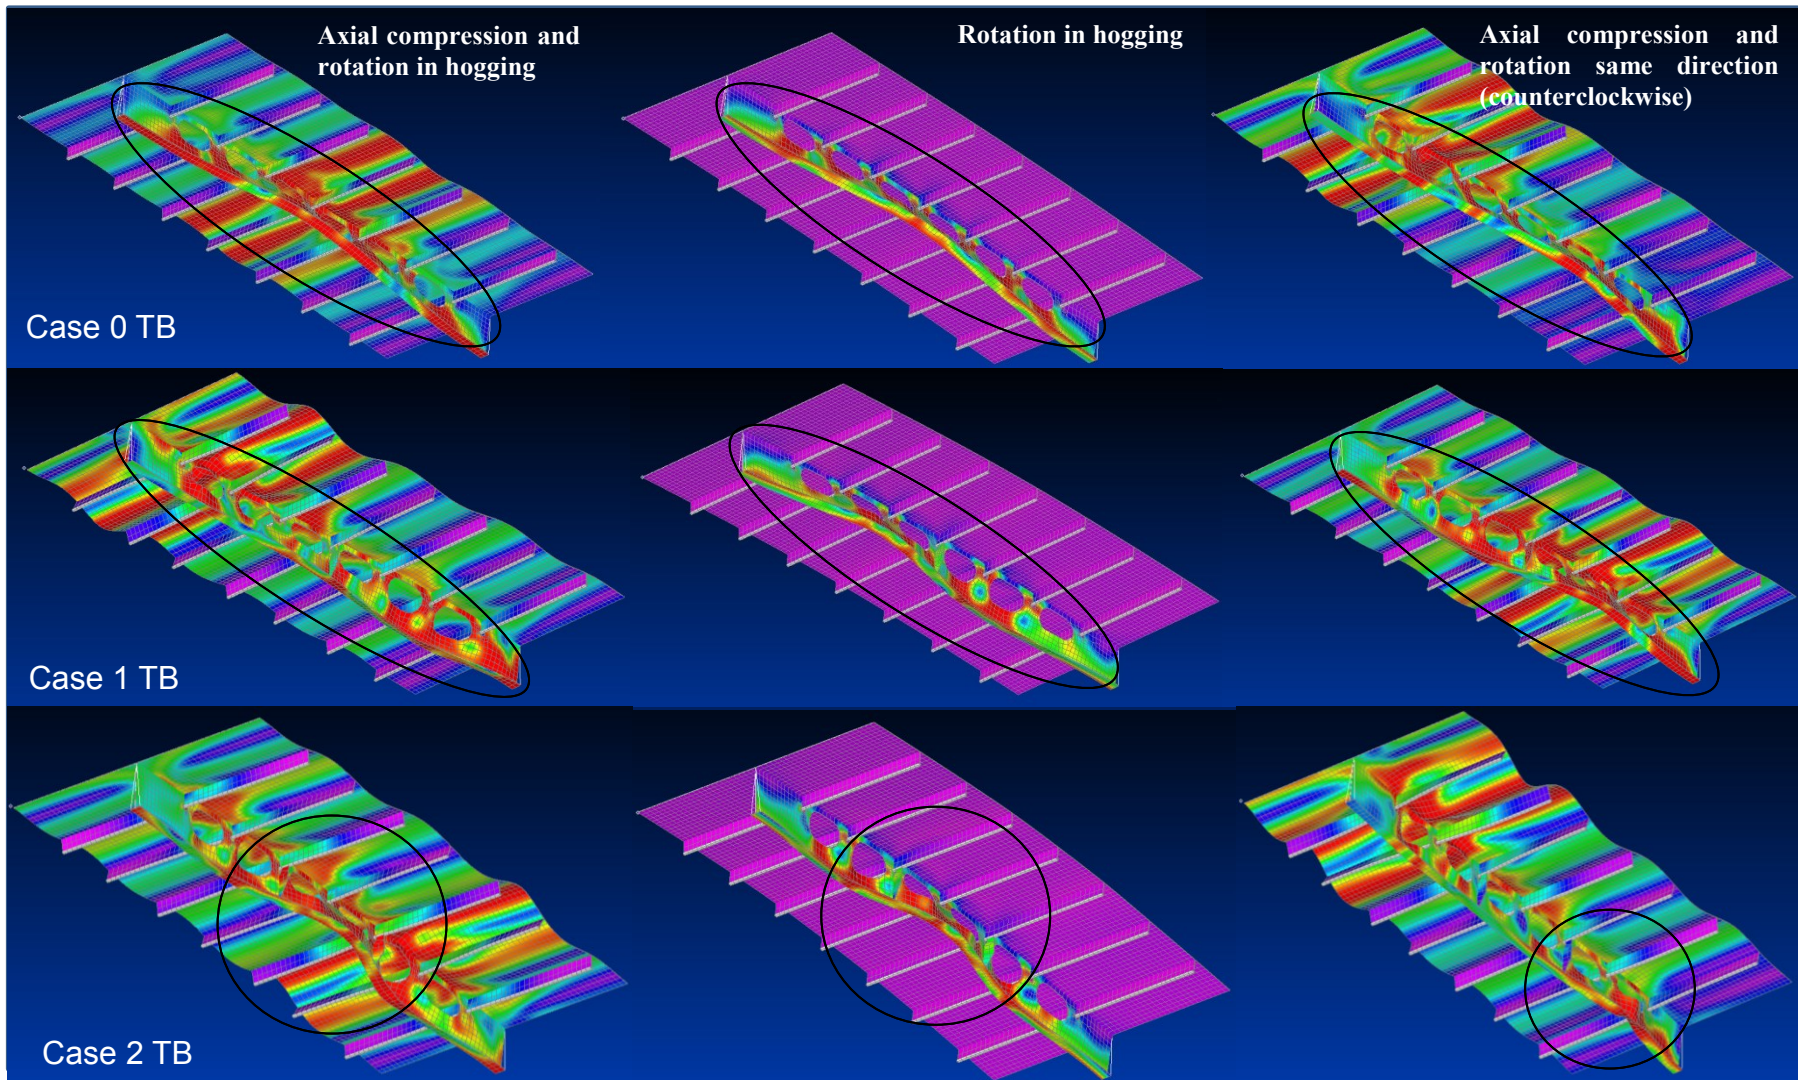 Axial compression and
rotation in hogging
Rotation in hogging
Axial compression and
rotation same direction
(counterclockwise)
Case 0 TB
Case 1 TB
Case 2 TB